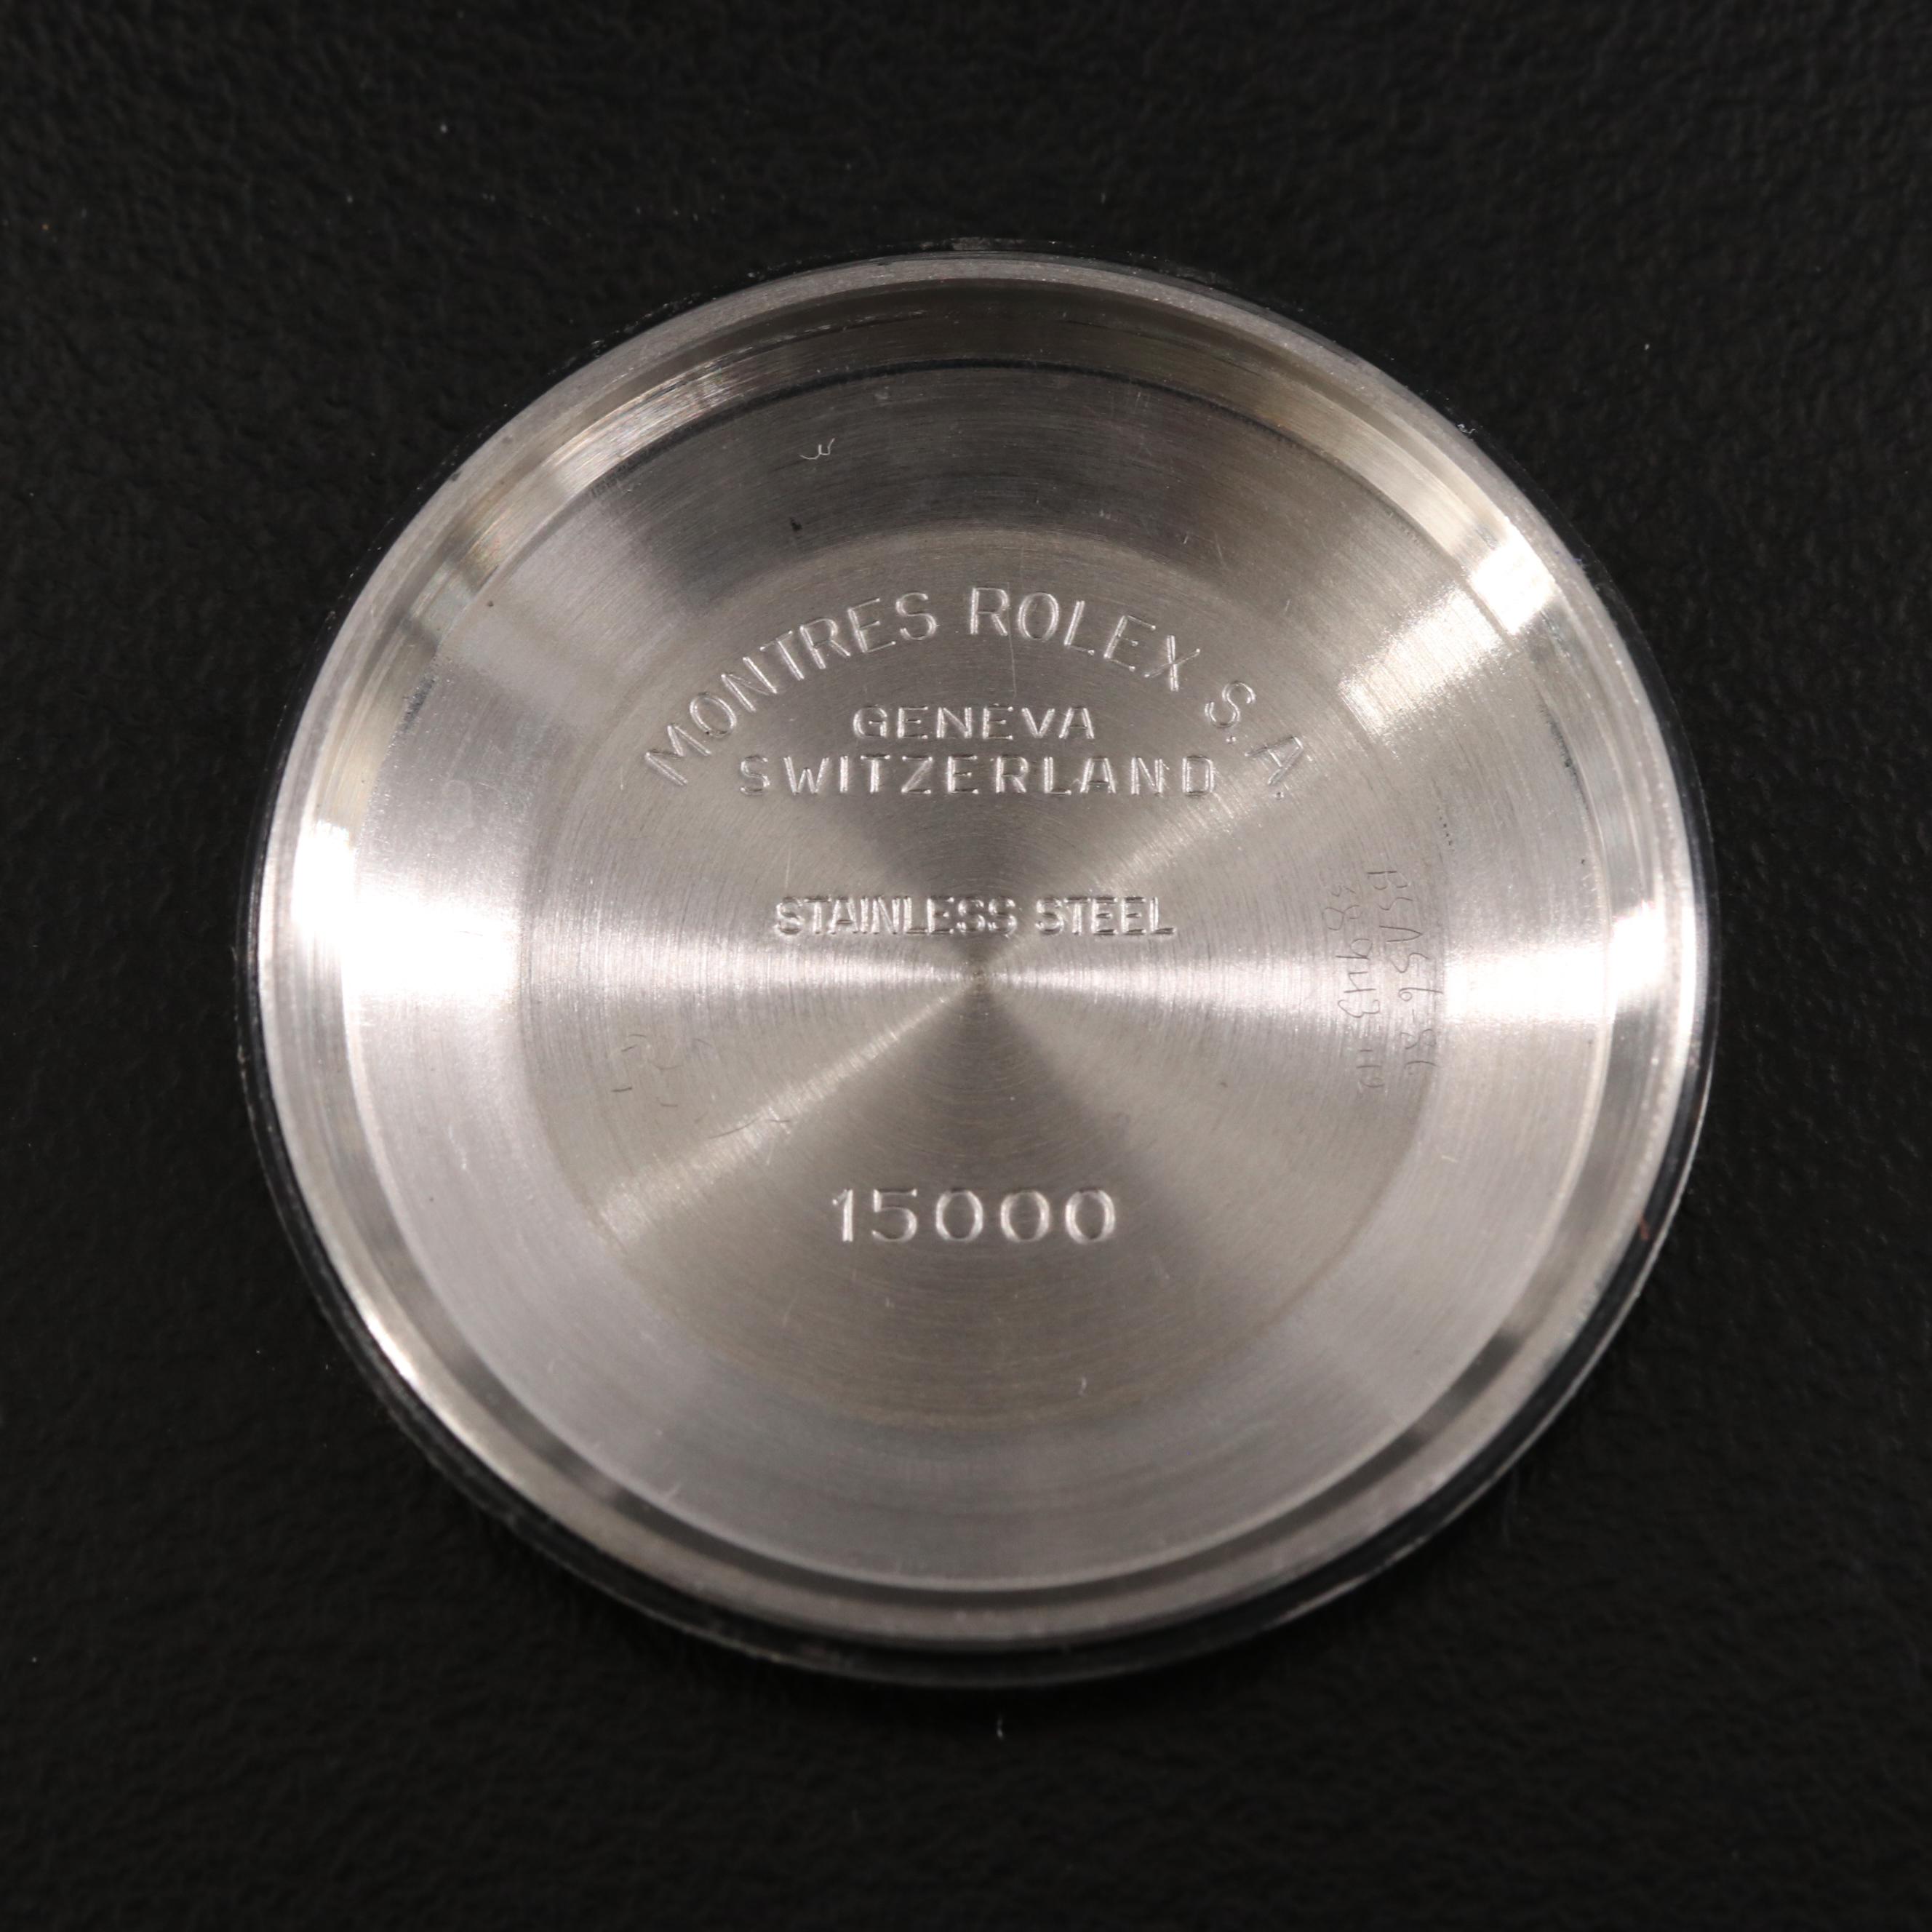 MONTRES ROLEX S.A.
GENEVA
SWITZERLAND
STAINLESS STEEL
15000